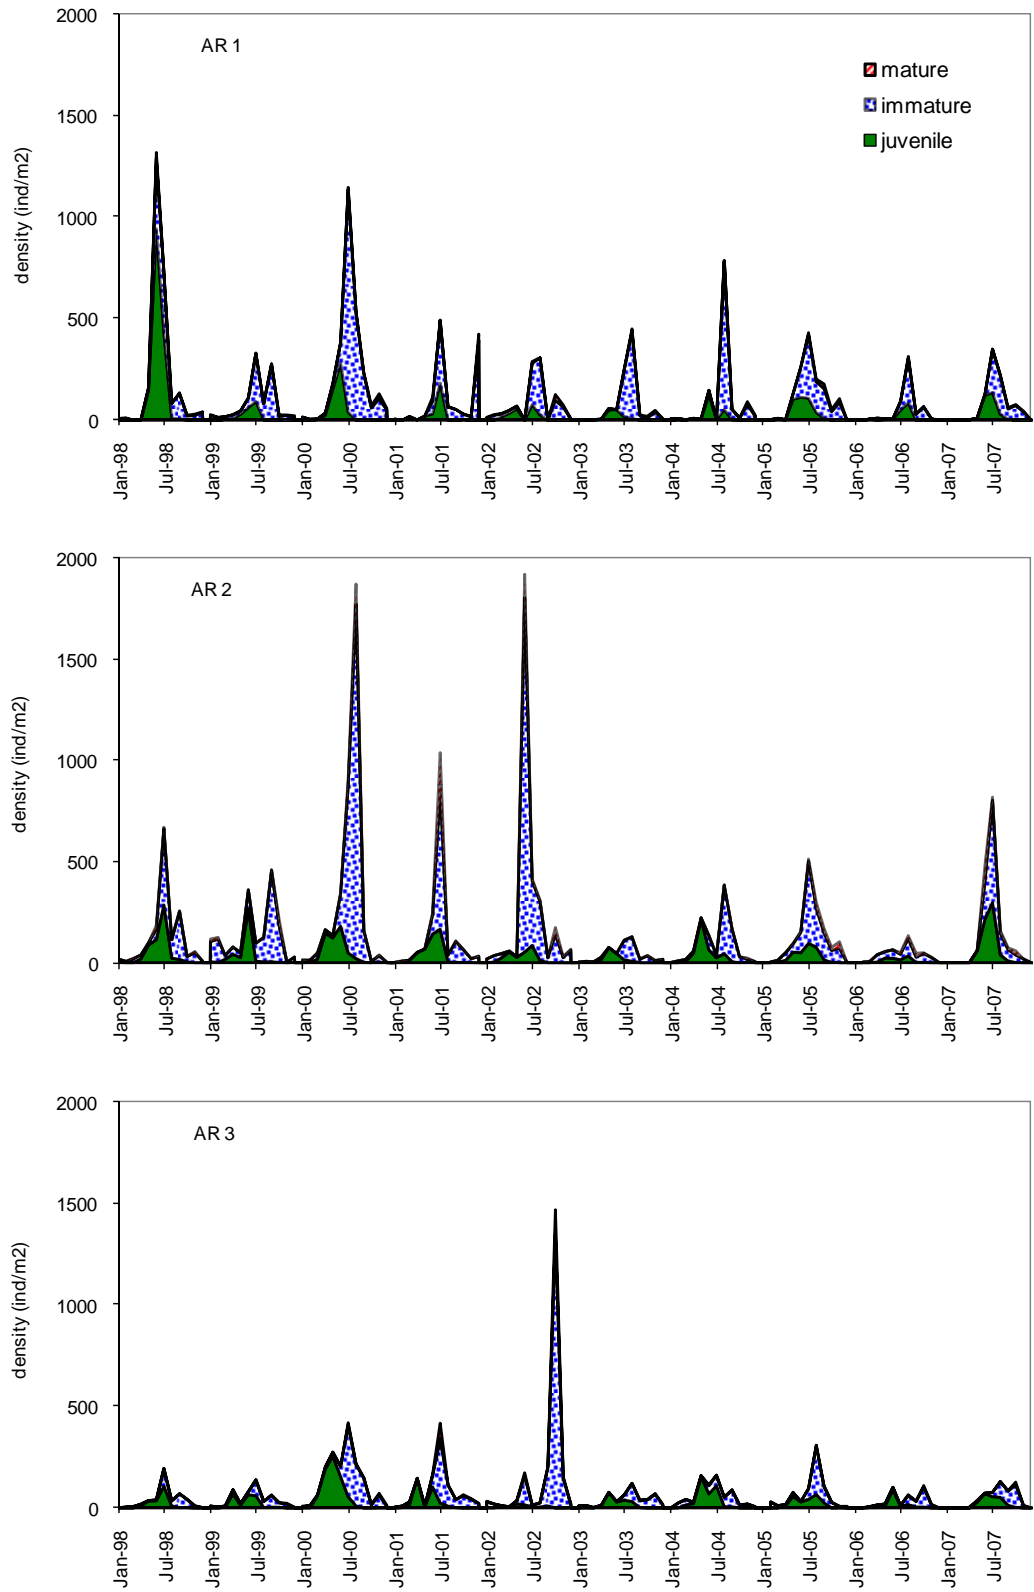 2000
AR 1
mature
1500
immature
juvenile
density (ind/m2)
1000
500
0
Jan-98
Jul-98
Jan-99
Jul-99
Jan-00
Jul-00
Jan-01
Jul-01
Jan-02
Jul-02
Jan-03
Jul-03
Jan-04
Jul-04
Jan-05
Jul-05
Jan-06
Jul-06
Jan-07
Jul-07
2000
AR 2
1500
density (ind/m2)
1000
500
0
Jan-98
Jul-98
Jan-99
Jul-99
Jan-00
Jul-00
Jan-01
Jul-01
Jan-02
Jul-02
Jan-03
Jul-03
Jan-04
Jul-04
Jan-05
Jul-05
Jan-06
Jul-06
Jan-07
Jul-07
2000
AR 3
1500
density (ind/m2)
1000
500
0
Jan-98
Jul-98
Jan-99
Jul-99
Jan-00
Jul-00
Jan-01
Jul-01
Jan-02
Jul-02
Jan-03
Jul-03
Jan-04
Jul-04
Jan-05
Jul-05
Jan-06
Jul-06
Jan-07
Jul-07